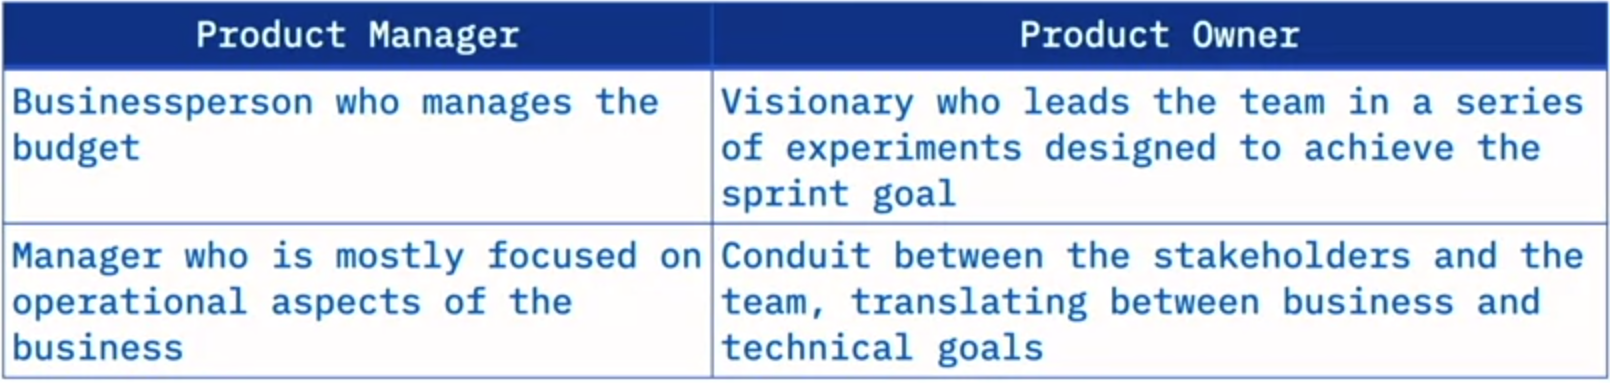 Product Manager
Product Owner
Businessperson who manages the
budget
Visionary who leads the team in a series
of experiments designed to achieve the
sprint goal
Manager who is mostly focused on
operational aspects of the
business
Conduit between the stakeholders and the
team, translating between business and
technical goals